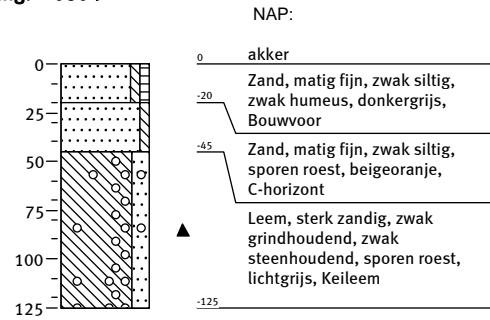 NAP:
0
25
50
75
100
125
0 akker
-20 Zand, matig fijn, zwak siltig,
zwak humeus, donkergrijs,
Bouwvoor
-45 Zand, matig fijn, zwak siltig,
sporen roest, beigeoranje,
C-horizont
Leem, sterk zandig, zwak
grindhoudend, zwak
steenhoudend, sporen roest,
lichtgrijs, Keileem
-125